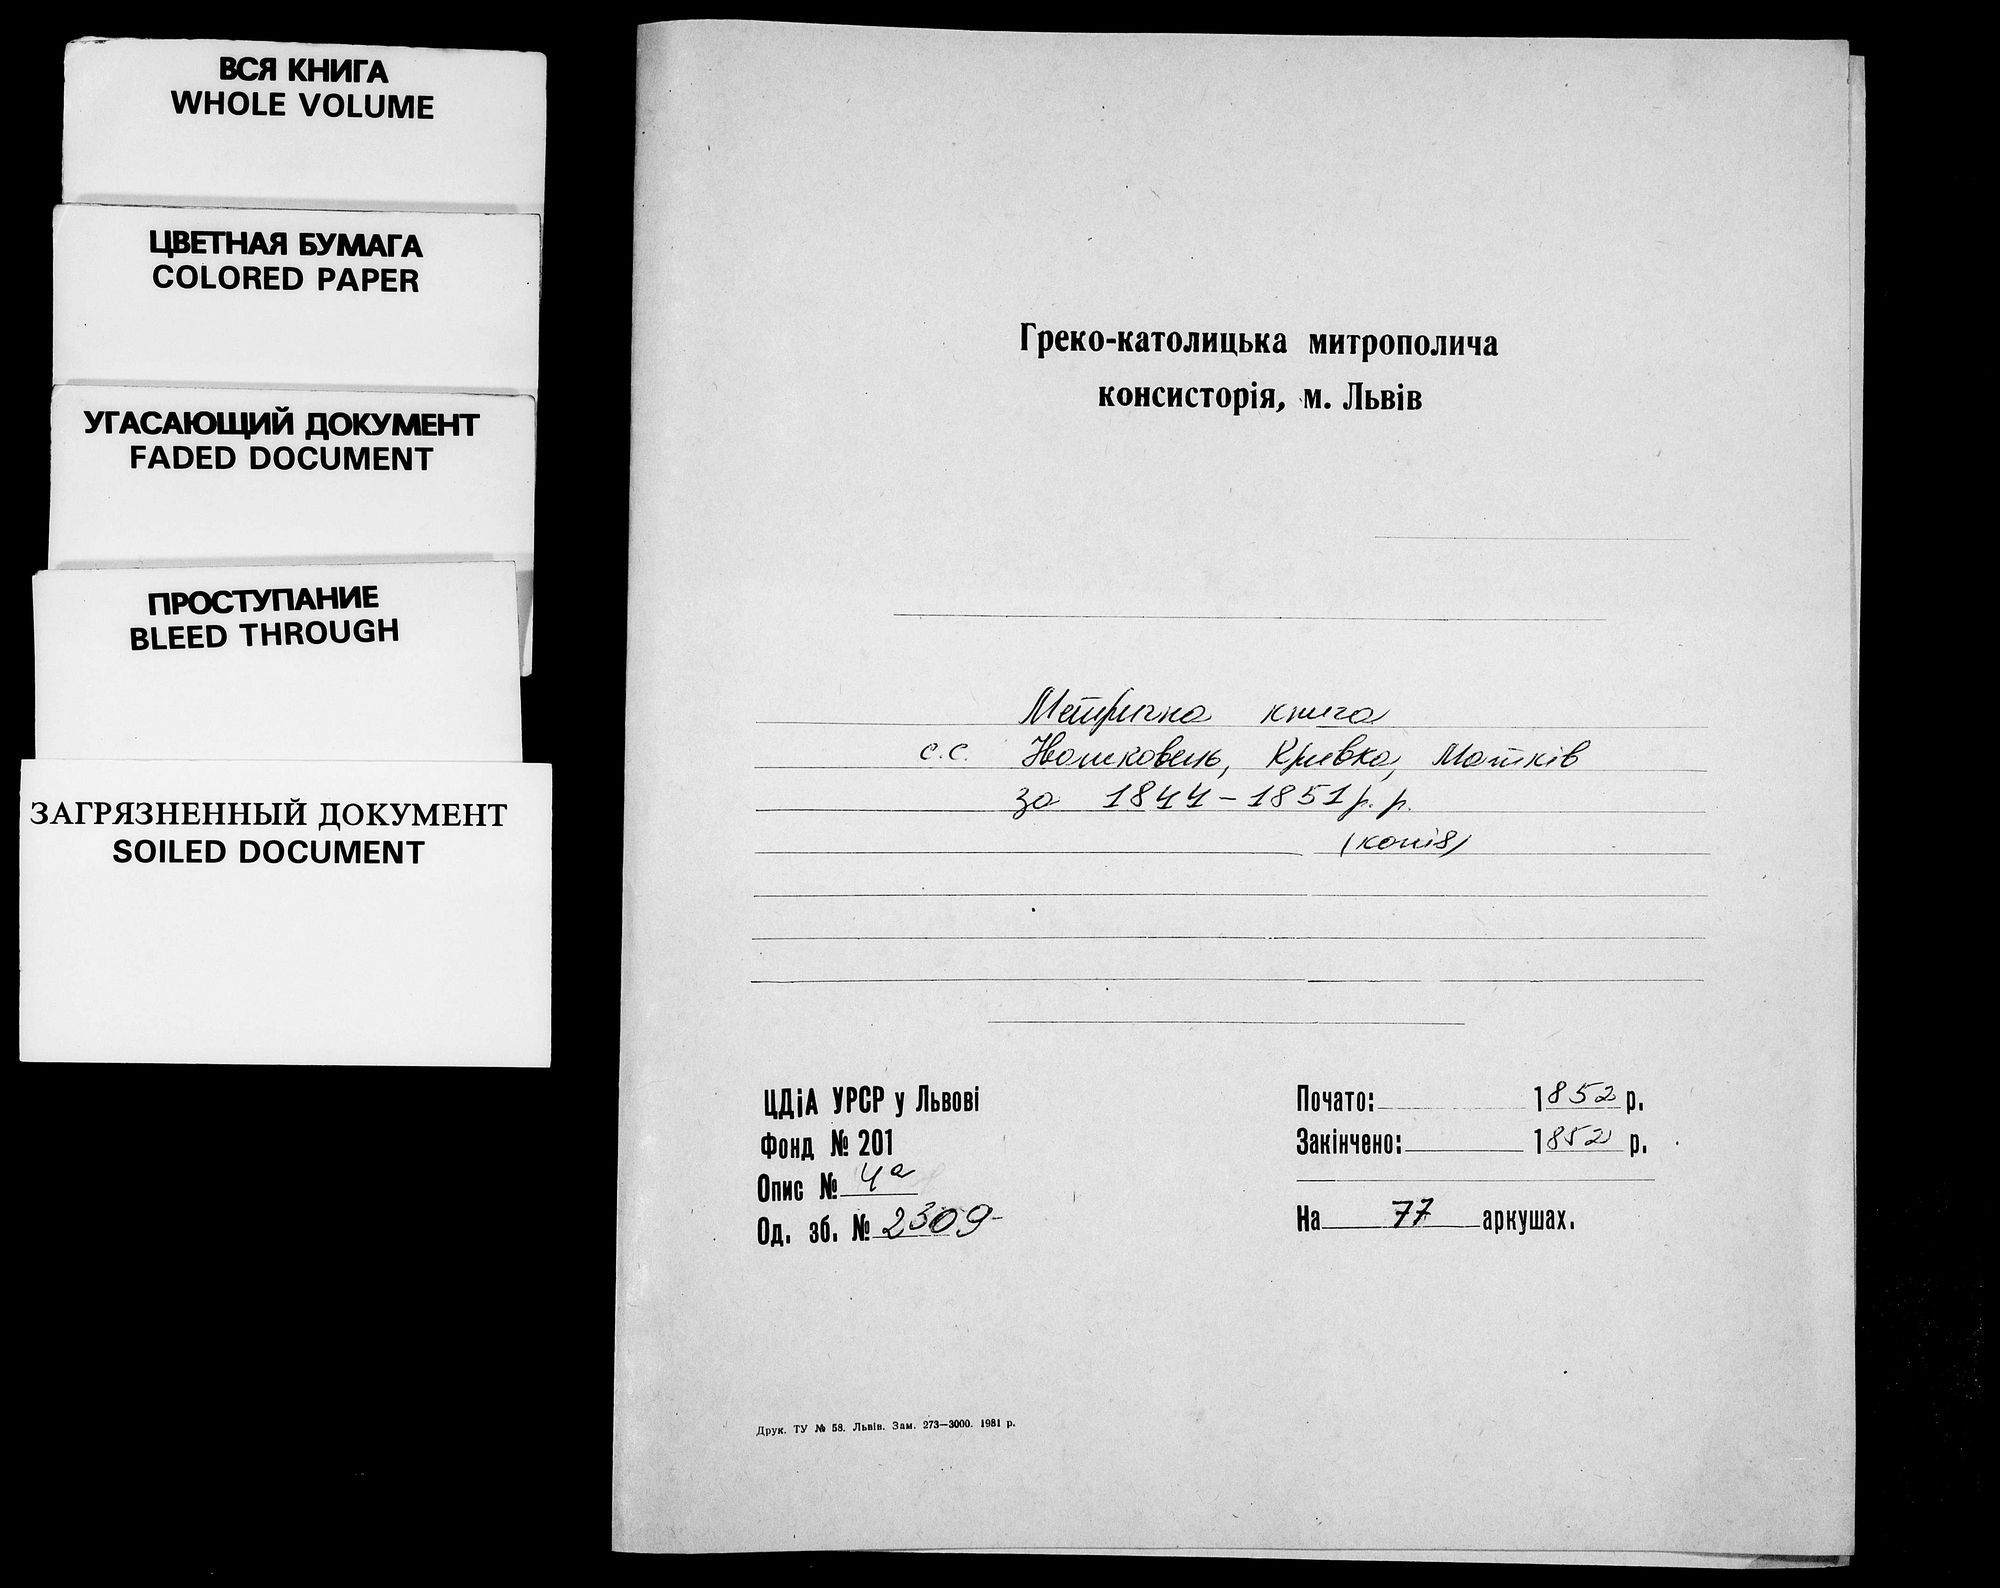 ВСЯ КНИГА
WHOLE VOLUME
ЦВЕТНАЯ БУМАГА
COLORED PAPER
УГАСАЮЩИЙ ДОКУМЕНТ
FADED DOCUMENT
ПРОСТУПАНИЕ
BLEED THROUGH
ЗАГРЯЗНЕННЫЙ ДОКУМЕНТ
SOILED DOCUMENT
Греко-католицька митрополича
консисторія, м. Львів
Метрична книга
с.с. Івашковець, Кривка, Матків
за 1844-1851 р.р.
(копія)
ЦДіА УРСР у Львові
Фонд № 201
Опис № 4а
Од. зб. № 2309
Почато: 1852 р.
Закінчено: 1852 р.
На 77 аркушах.
Друк. ТУ № 58. Львів. Зам. 273—3000. 1981 р.